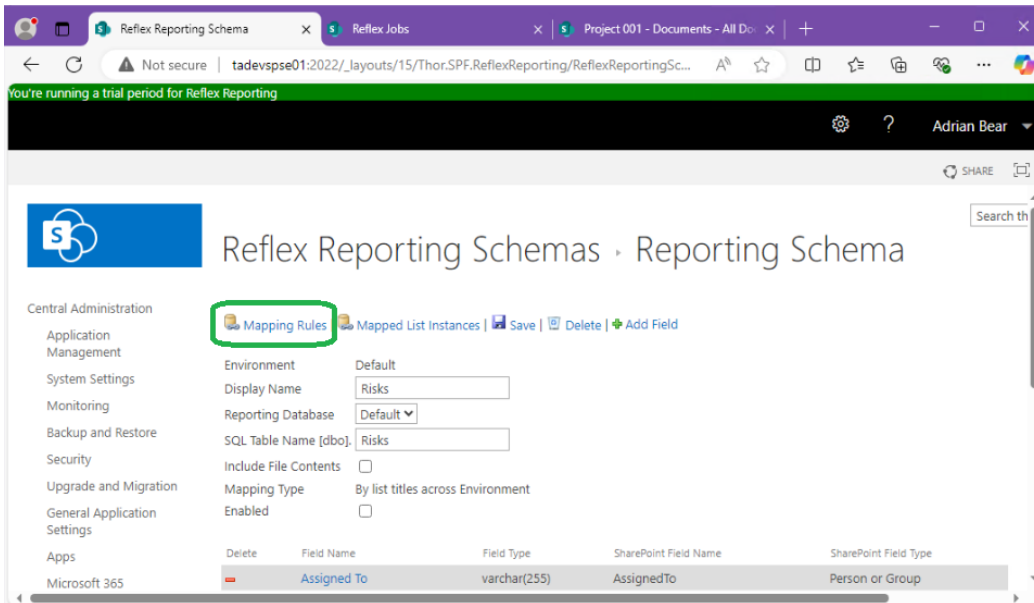 Reflex Reporting Schema
Reflex Jobs
Project 001 - Documents - All Do
Not secure
tadevspse01:2022/_layouts/15/Thor.SPF.ReflexReporting/ReflexReportingSc...
You're running a trial period for Reflex Reporting
? Adrian Bear
SHARE
S
Search th
Reflex Reporting Schemas ▸ Reporting Schema
Central Administration
Application
Management
System Settings
Monitoring
Backup and Restore
Security
Upgrade and Migration
General Application
Settings
Apps
Microsoft 365
Mapping Rules | Mapped List Instances | Save | Delete | Add Field
Environment Default
Display Name Risks
Reporting Database Default
SQL Table Name [dbo]. Risks
Include File Contents
Mapping Type By list titles across Environment
Enabled
Delete Field Name Field Type SharePoint Field Name SharePoint Field Type
Assigned To varchar(255) AssignedTo Person or Group